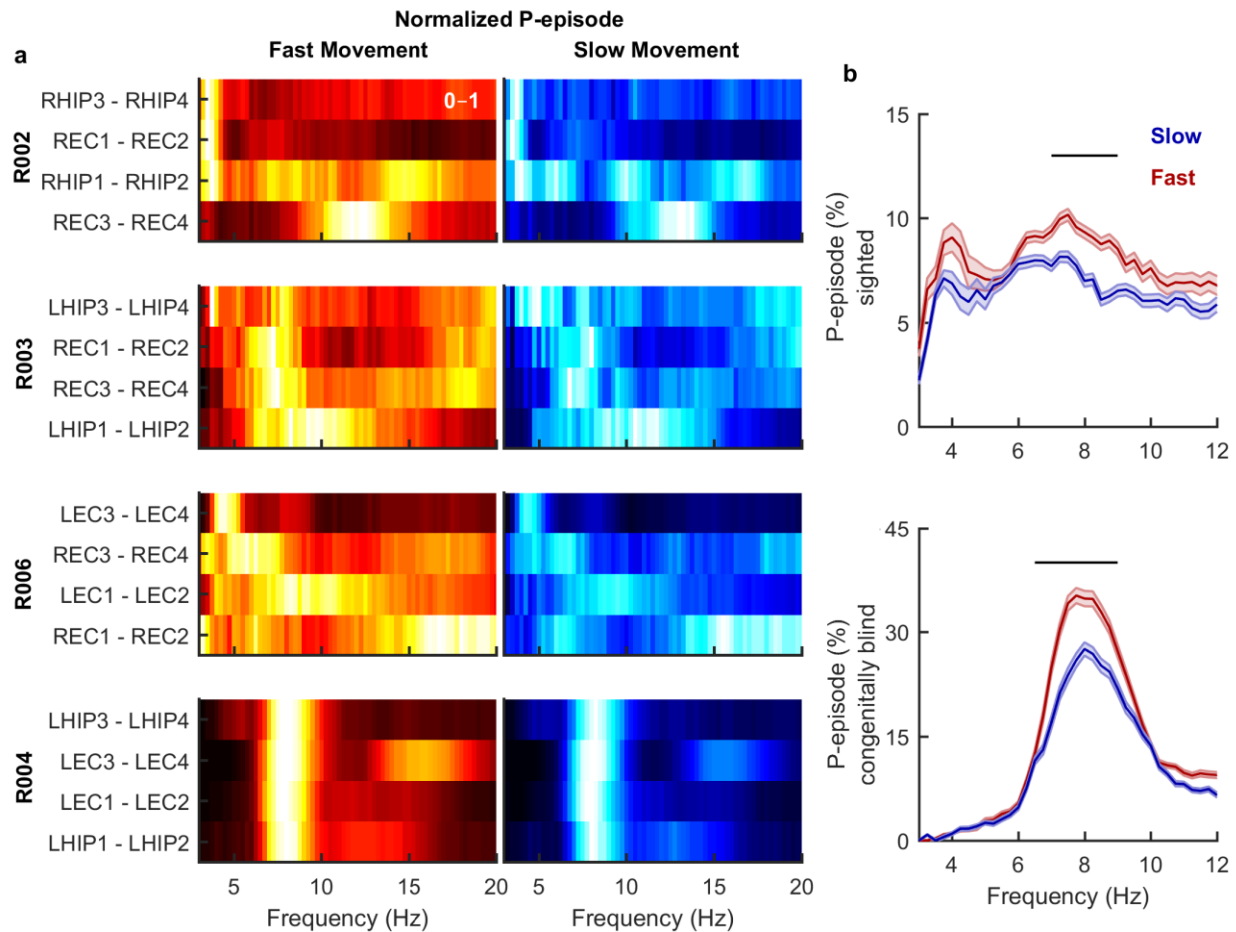 Normalized P-episode
a
Fast Movement
Slow Movement
R002
RHIP3 - RHIP4
REC1 - REC2
RHIP1 - RHIP2
REC3 - REC4
0–1
R003
LHIP3 - LHIP4
REC1 - REC2
REC3 - REC4
LHIP1 - LHIP2
R006
LEC3 - LEC4
REC3 - REC4
LEC1 - LEC2
REC1 - REC2
R004
LHIP3 - LHIP4
LEC3 - LEC4
LEC1 - LEC2
LHIP1 - LHIP2
5 10 15 20
5 10 15 20
Frequency (Hz)
Frequency (Hz)
b
P-episode (%)
sighted
15
10
5
0
Slow
Fast
4 6 8 10 12
P-episode (%)
congenitally blind
45
30
15
0
4 6 8 10 12
Frequency (Hz)